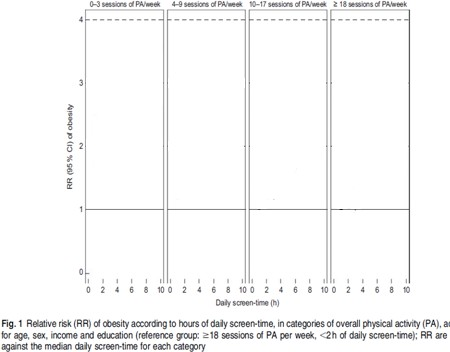 0–3 sessions of PA/week 4–9 sessions of PA/week 10–17 sessions of PA/week ≥ 18 sessions of PA/week
4
3
2
1
0
RR (95 % CI) of obesity
0 2 4 6 8 10 0 2 4 6 8 10 0 2 4 6 8 10 0 2 4 6 8 10
Daily screen-time (h)
Fig. 1 Relative risk (RR) of obesity according to hours of daily screen-time, in categories of overall physical activity (PA),
for age, sex, income and education (reference group: ≥18 sessions of PA per week, <2 h of daily screen-time); RR are
against the median daily screen-time for each category